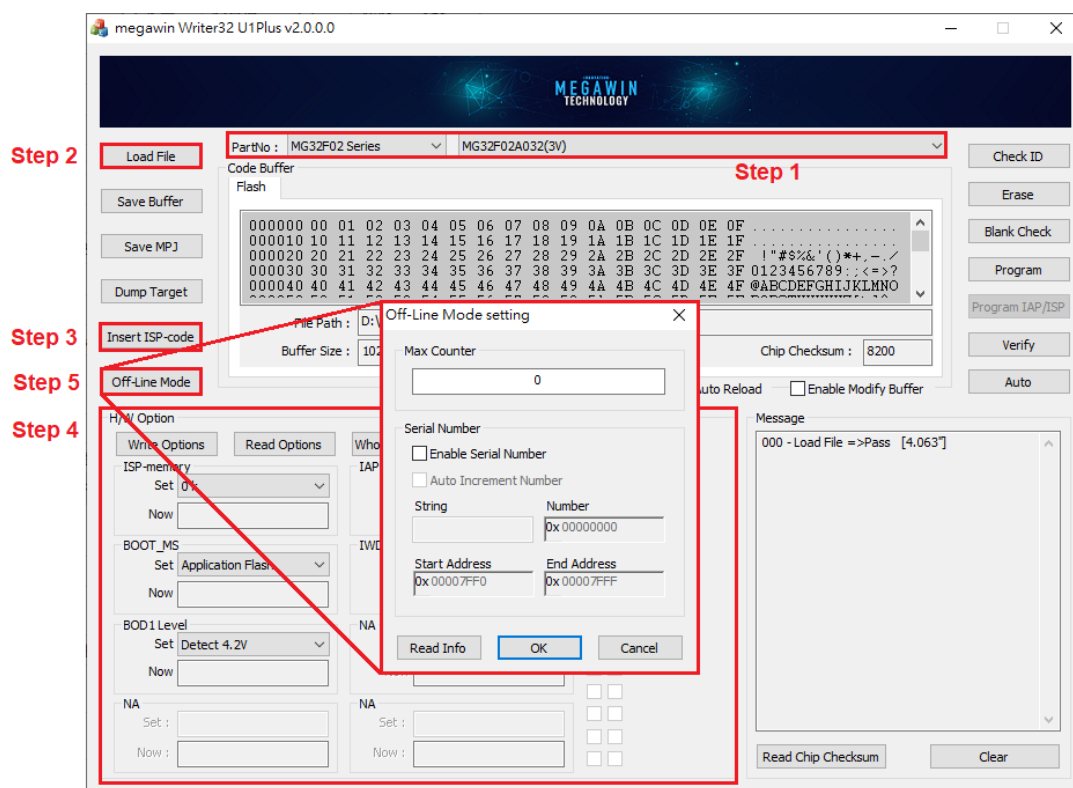 megawin Writer32 U1Plus v2.0.0.0
INNOVATION
MEGAWIN
TECHNOLOGY
Step 2
Load File
PartNo : MG32F02 Series MG32F02A032(3V)
Step 1
Check ID
Code Buffer
Flash
Save Buffer
Erase
000000 00 01 02 03 04 05 06 07 08 09 0A 0B 0C 0D 0E 0F ................
000010 10 11 12 13 14 15 16 17 18 19 1A 1B 1C 1D 1E 1F ................
000020 20 21 22 23 24 25 26 27 28 29 2A 2B 2C 2D 2E 2F  !"#$%&'()*+,-./
000030 30 31 32 33 34 35 36 37 38 39 3A 3B 3C 3D 3E 3F 0123456789:;<=>?
000040 40 41 42 43 44 45 46 47 48 49 4A 4B 4C 4D 4E 4F @ABCDEFGHIJKLMNO
Save MPJ
Blank Check
Dump Target
Program
Program IAP/ISP
Step 3
Insert ISP-code
File Path : D:\
Buffer Size : 102
Chip Checksum : 8200
Verify
Step 5
Off-Line Mode
Auto Reload
Enable Modify Buffer
Auto
Off-Line Mode setting
Max Counter
0
Serial Number
Enable Serial Number
Auto Increment Number
String Number
0x 00000000
Start Address End Address
0x 00007FF0 0x 00007FFF
Read Info OK Cancel
Step 4
H/W Option
Write Options Read Options Who
ISP-memory IAP
Set
Now
BOOT_MS IWD
Set Application Flash
Now
BOD1 Level NA
Set Detect 4.2V
Now
NA NA
Set : Set :
Now : Now :
Message
000 - Load File =>Pass [4.063"]
Read Chip Checksum Clear